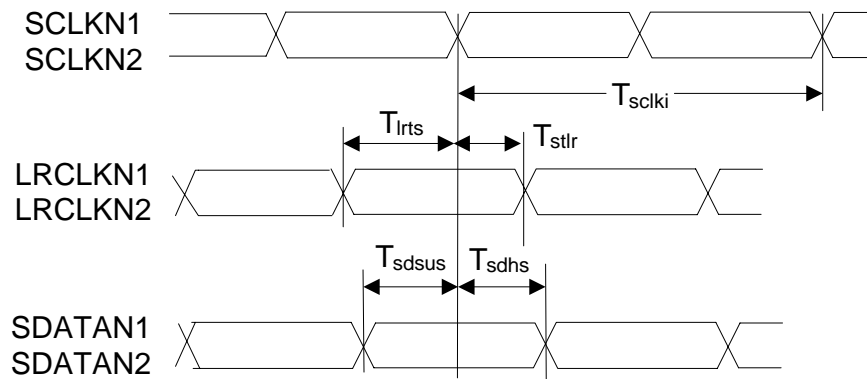 SCLKN1
SCLKN2
Tsclki
Tlrts
Tstlr
LRCLKN1
LRCLKN2
Tsdsus
Tsdhs
SDATAN1
SDATAN2